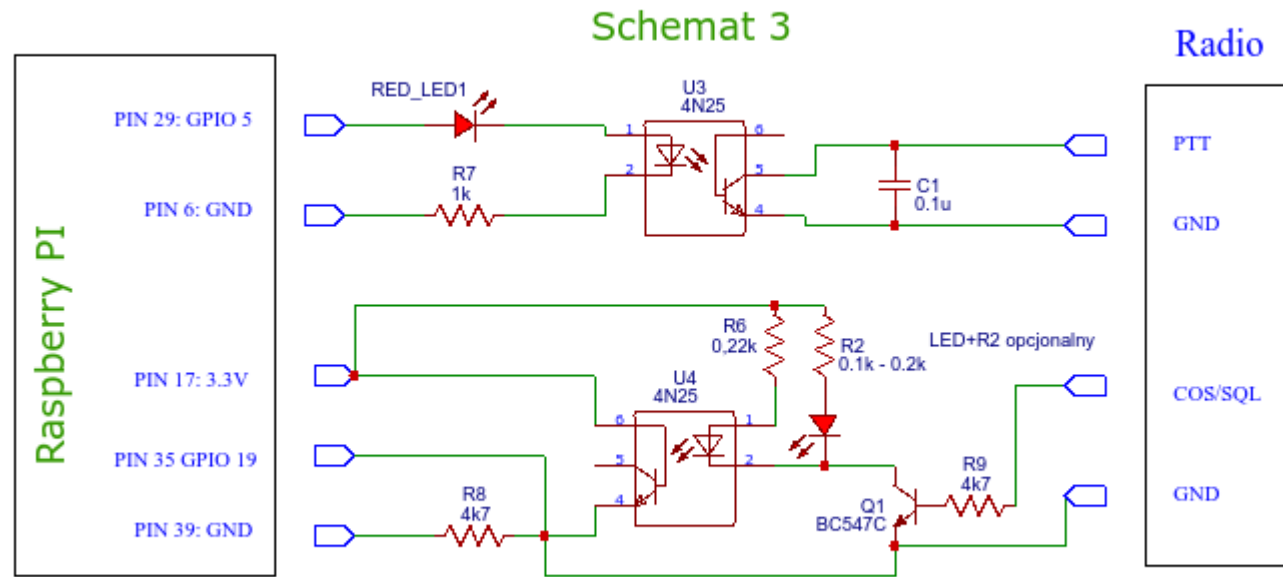 Schemat 3
Radio
Raspberry PI
PIN 29: GPIO 5
RED_LED1
U3
4N25
1
2
6
5
4
PTT
C1
0.1u
R7
1k
PIN 6: GND
GND
R6
0,22k
R2
0.1k - 0.2k
LED+R2 opcjonalny
PIN 17: 3.3V
U4
4N25
6
5
4
1
2
COS/SQL
PIN 35 GPIO 19
R9
4k7
R8
4k7
Q1
BC547C
GND
PIN 39: GND